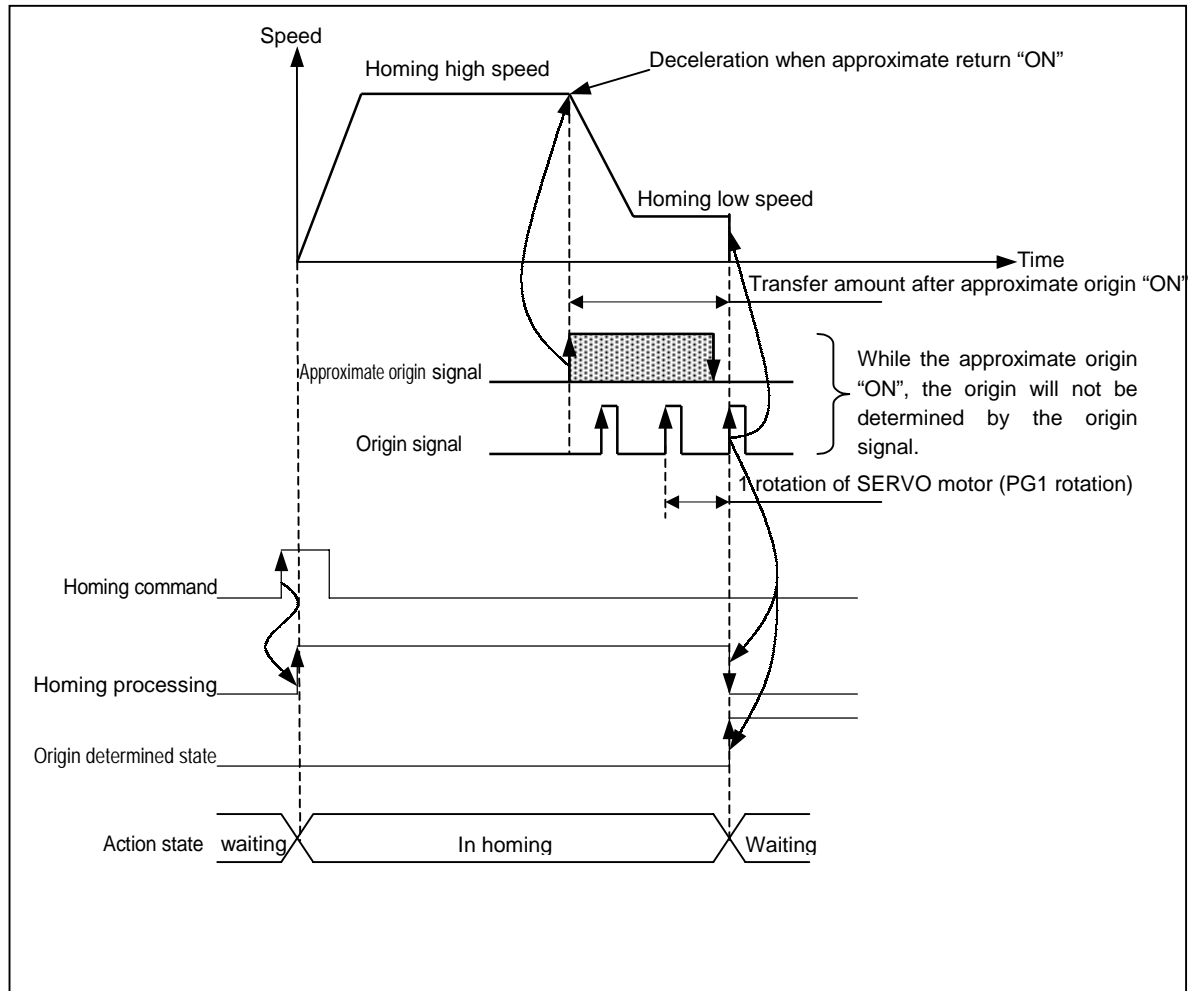 Speed
Homing high speed
Deceleration when approximate return “ON”
Homing low speed
Time
Transfer amount after approximate origin “ON”
Approximate origin signal
While the approximate origin
“ON”, the origin will not be
determined by the origin
signal.
Origin signal
1 rotation of SERVO motor (PG1 rotation)
Homing command
Homing processing
Origin determined state
Action state waiting In homing Waiting